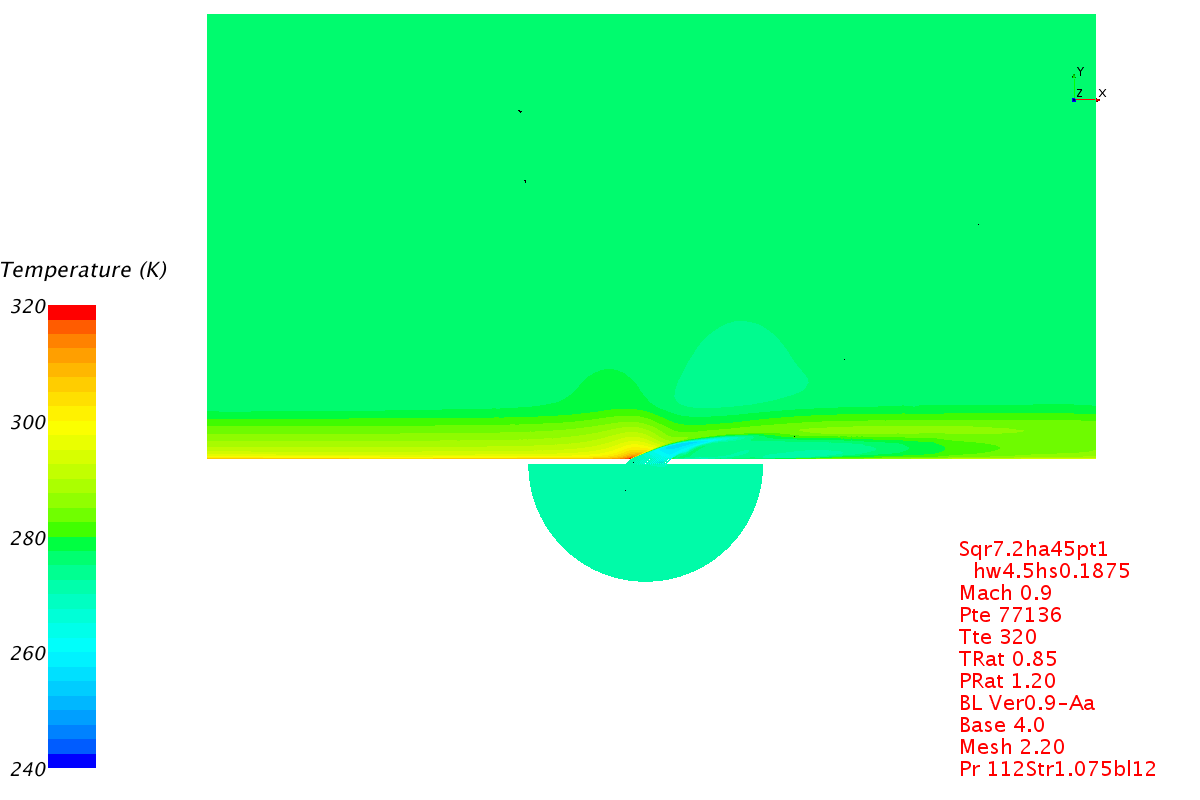 Y
Z X
Temperature (K)
320
300
280
260
240
Sqr7.2ha45pt1
hw4.5hs0.1875
Mach 0.9
Pte 77136
Tte 320
TRat 0.85
PRat 1.20
BL Ver0.9-Aa
Base 4.0
Mesh 2.20
Pr 112Str1.075bl12